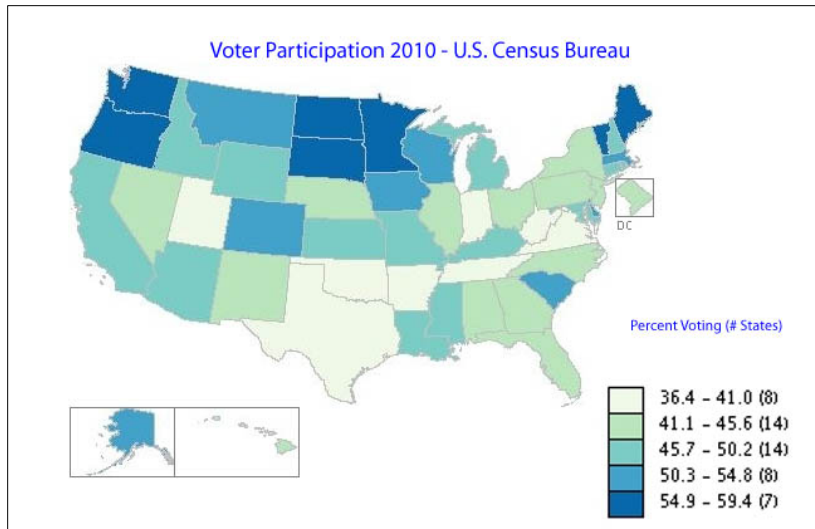 Voter Participation 2010 - U.S. Census Bureau
DC
Percent Voting (# States)
36.4 - 41.0 (8)
41.1 - 45.6 (14)
45.7 - 50.2 (14)
50.3 - 54.8 (8)
54.9 - 59.4 (7)